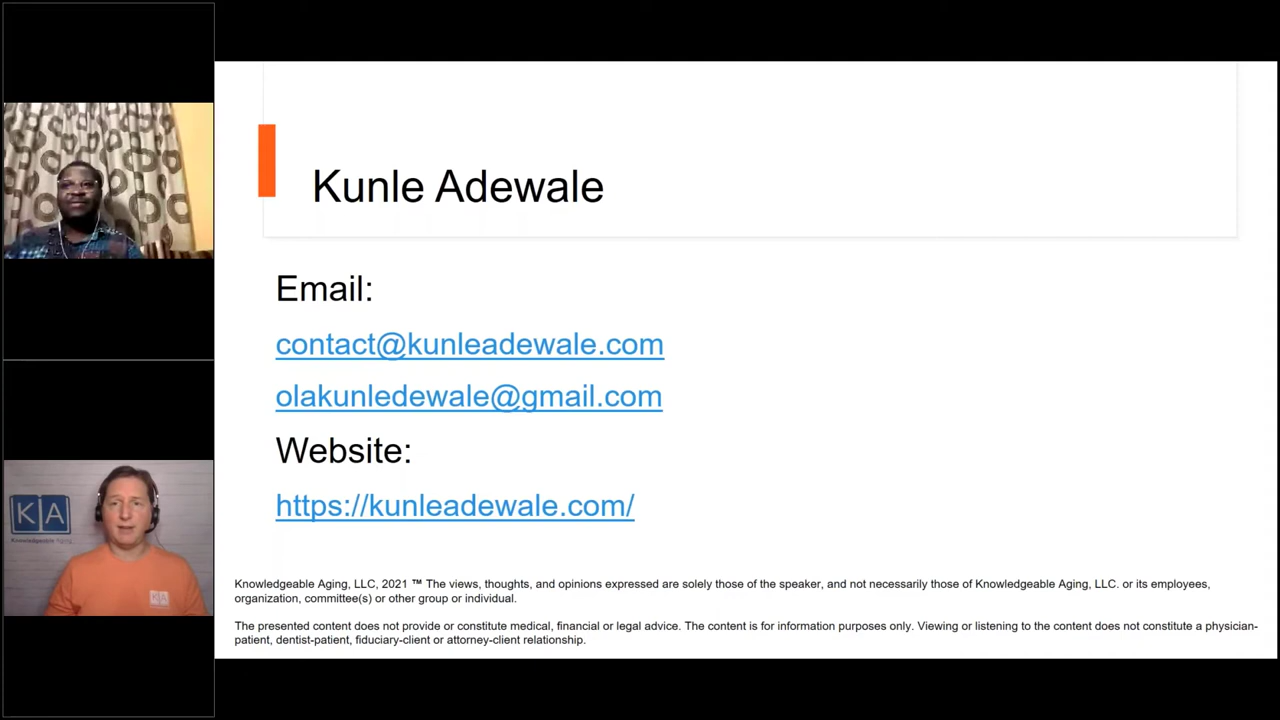 Kunle Adewale
Email:
contact@kunleadewale.com
olakunledewale@gmail.com
Website:
https://kunleadewale.com/
KA
Knowledgeable Aging
Knowledgeable Aging, LLC, 2021 ™ The views, thoughts, and opinions expressed are solely those of the speaker, and not necessarily those of Knowledgeable Aging, LLC. or its employees,
organization, committee(s) or other group or individual.
The presented content does not provide or constitute medical, financial or legal advice. The content is for information purposes only. Viewing or listening to the content does not constitute a physician-
patient, dentist-patient, fiduciary-client or attorney-client relationship.